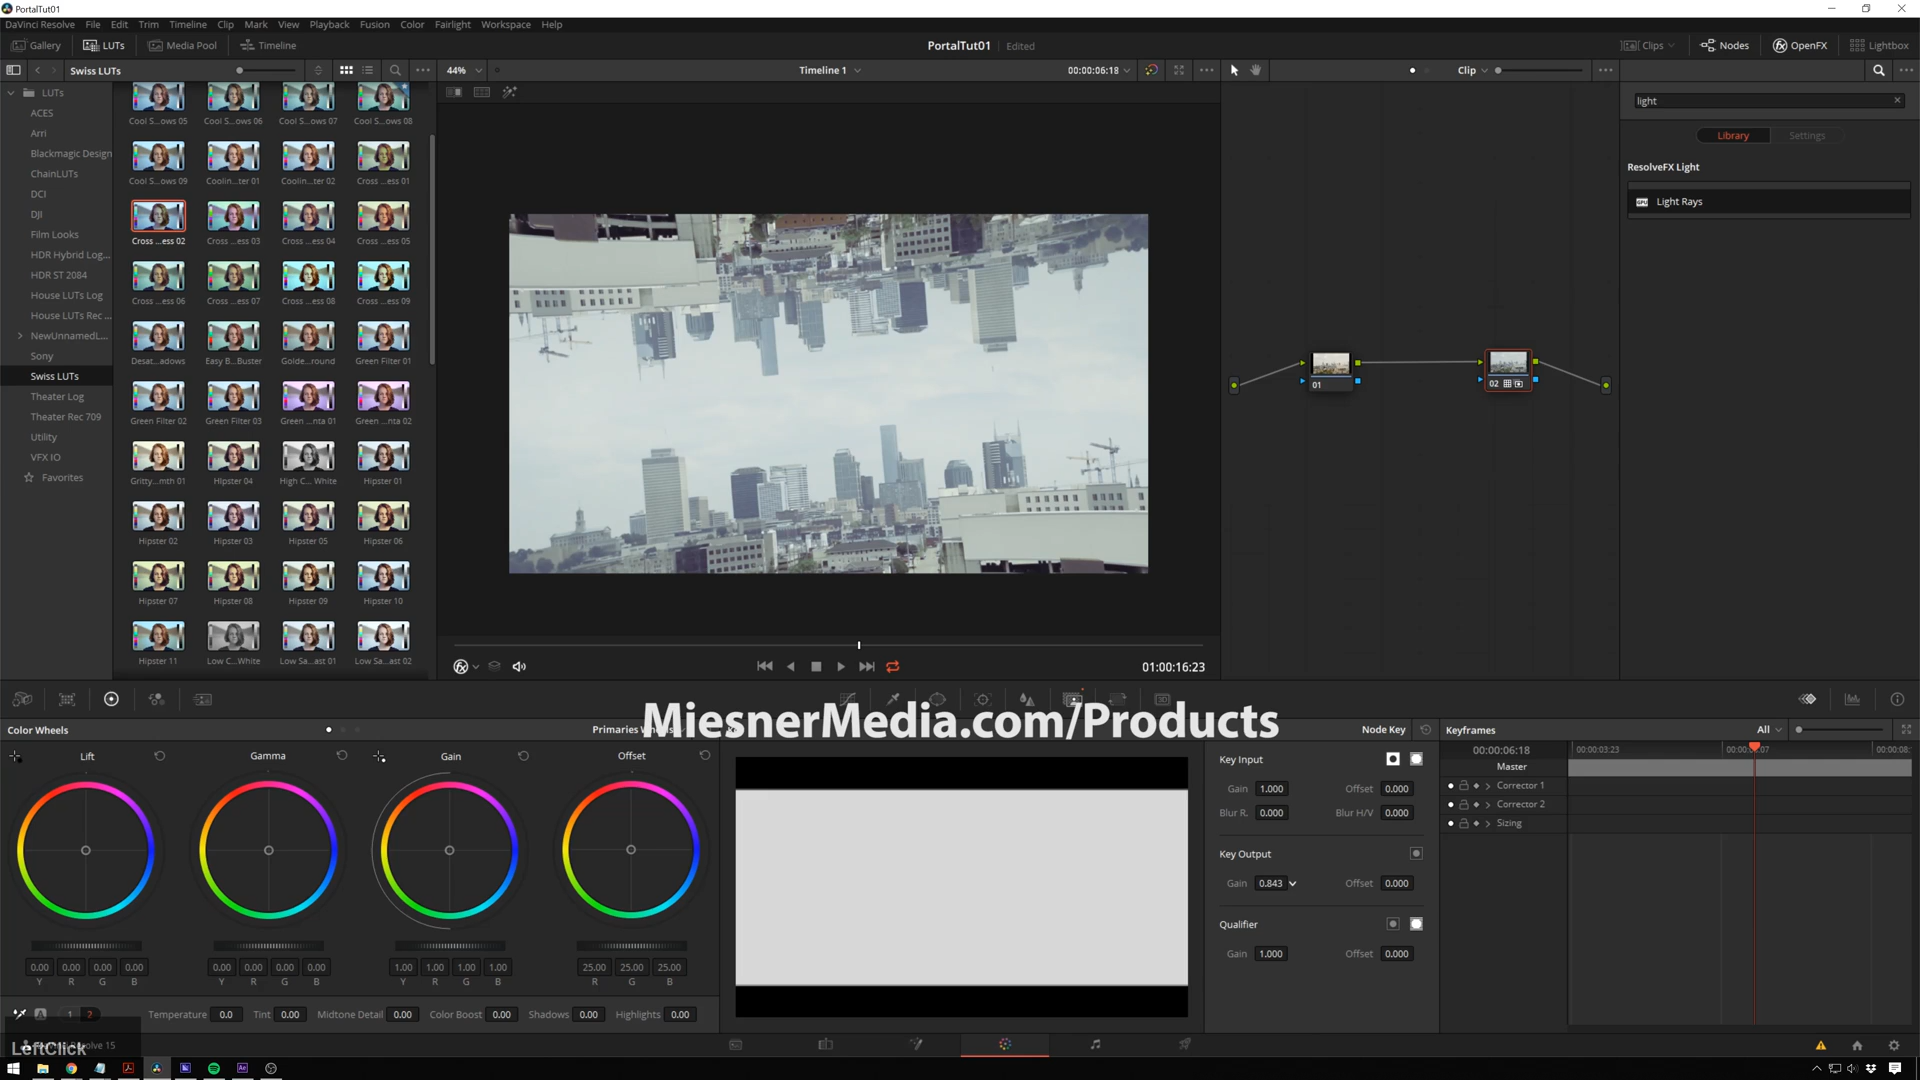 PortalTut01
DaVinci Resolve File Edit Trim Timeline Clip Mark View Playback Fusion Color Fairlight Workspace Help
Gallery LUTs Media Pool Timeline PortalTut01 Edited Clips Nodes OpenFX Lightbox
Swiss LUTs 44% Timeline 1 00:00:06:18 Clip
light
Library Settings
ResolveFX Light
Light Rays
LUTs
ACES
Arri
Blackmagic Design
ChainLUTs
DCI
DJI
Film Looks
HDR Hybrid Log...
HDR ST 2084
House LUTs Log
House LUTs Rec ...
NewUnnamedL...
Sony
Swiss LUTs
Theater Log
Theater Rec 709
Utility
VFX IO
Favorites
Cool S...ows 05 Cool S...ows 06 Cool S...ows 07 Cool S...ows 08
Cool S...ows 09 Coolin...ter 01 Coolin...ter 02 Cross ...ess 01
Cross ...ess 02 Cross ...ess 03 Cross ...ess 04 Cross ...ess 05
Cross ...ess 06 Cross ...ess 07 Cross ...ess 08 Cross ...ess 09
Desat...adows Easy B...Buster Golde...round Green Filter 01
Green Filter 02 Green Filter 03 Green ...nta 01 Green ...nta 02
Gritty...mth 01 HIpster 04 High C... White Hipster 01
Hipster 02 Hipster 03 Hipster 05 Hipster 06
Hipster 07 Hipster 08 Hipster 09 Hipster 10
Hipster 11 Low C...White Low Sa...ast 01 Low Sa...ast 02
01
02
01:00:16:23
MiesnerMedia.com/Products
Color Wheels Primaries Wheels Node Key Keyframes All
Lift Gamma Gain Offset
0.00 0.00 0.00 0.00 0.00 0.00 0.00 0.00 1.00 1.00 1.00 1.00 25.00 25.00 25.00
Y R G B Y R G B Y R G B R G B
1 2 Temperature 0.0 Tint 0.00 Midtone Detail 0.00 Color Boost 0.00 Shadows 0.00 Highlights 0.00
Key Input
Gain 1.000 Offset 0.000
Blur R. 0.000 Blur H/V 0.000
Key Output
Gain 0.843 Offset 0.000
Qualifier
Gain 1.000 Offset 0.000
00:00:06:18 00:00:03:23
Master
Corrector 1
Corrector 2
Sizing
LeftClick